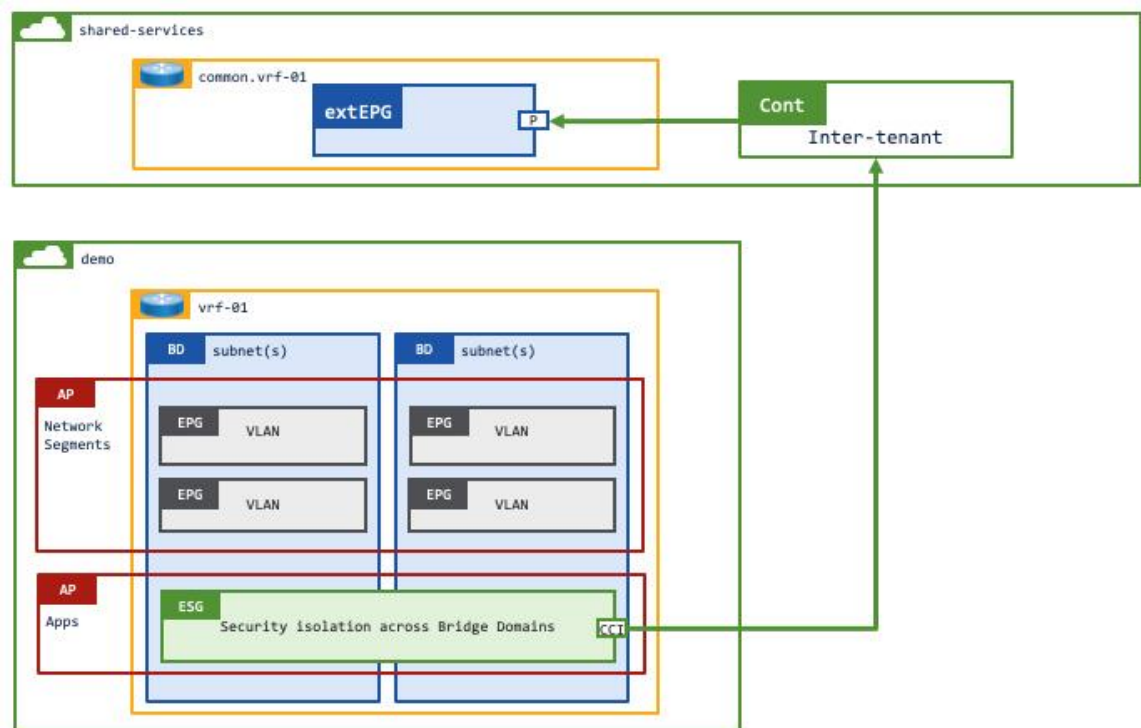 shared-services
common.vrf-01
extEPG
P
Cont
Inter-tenant
demo
vrf-01
BD
subnet(s)
BD
subnet(s)
AP
Network
Segments
EPG
VLAN
EPG
VLAN
EPG
VLAN
EPG
VLAN
AP
Apps
ESG
Security isolation across Bridge Domains
CCI